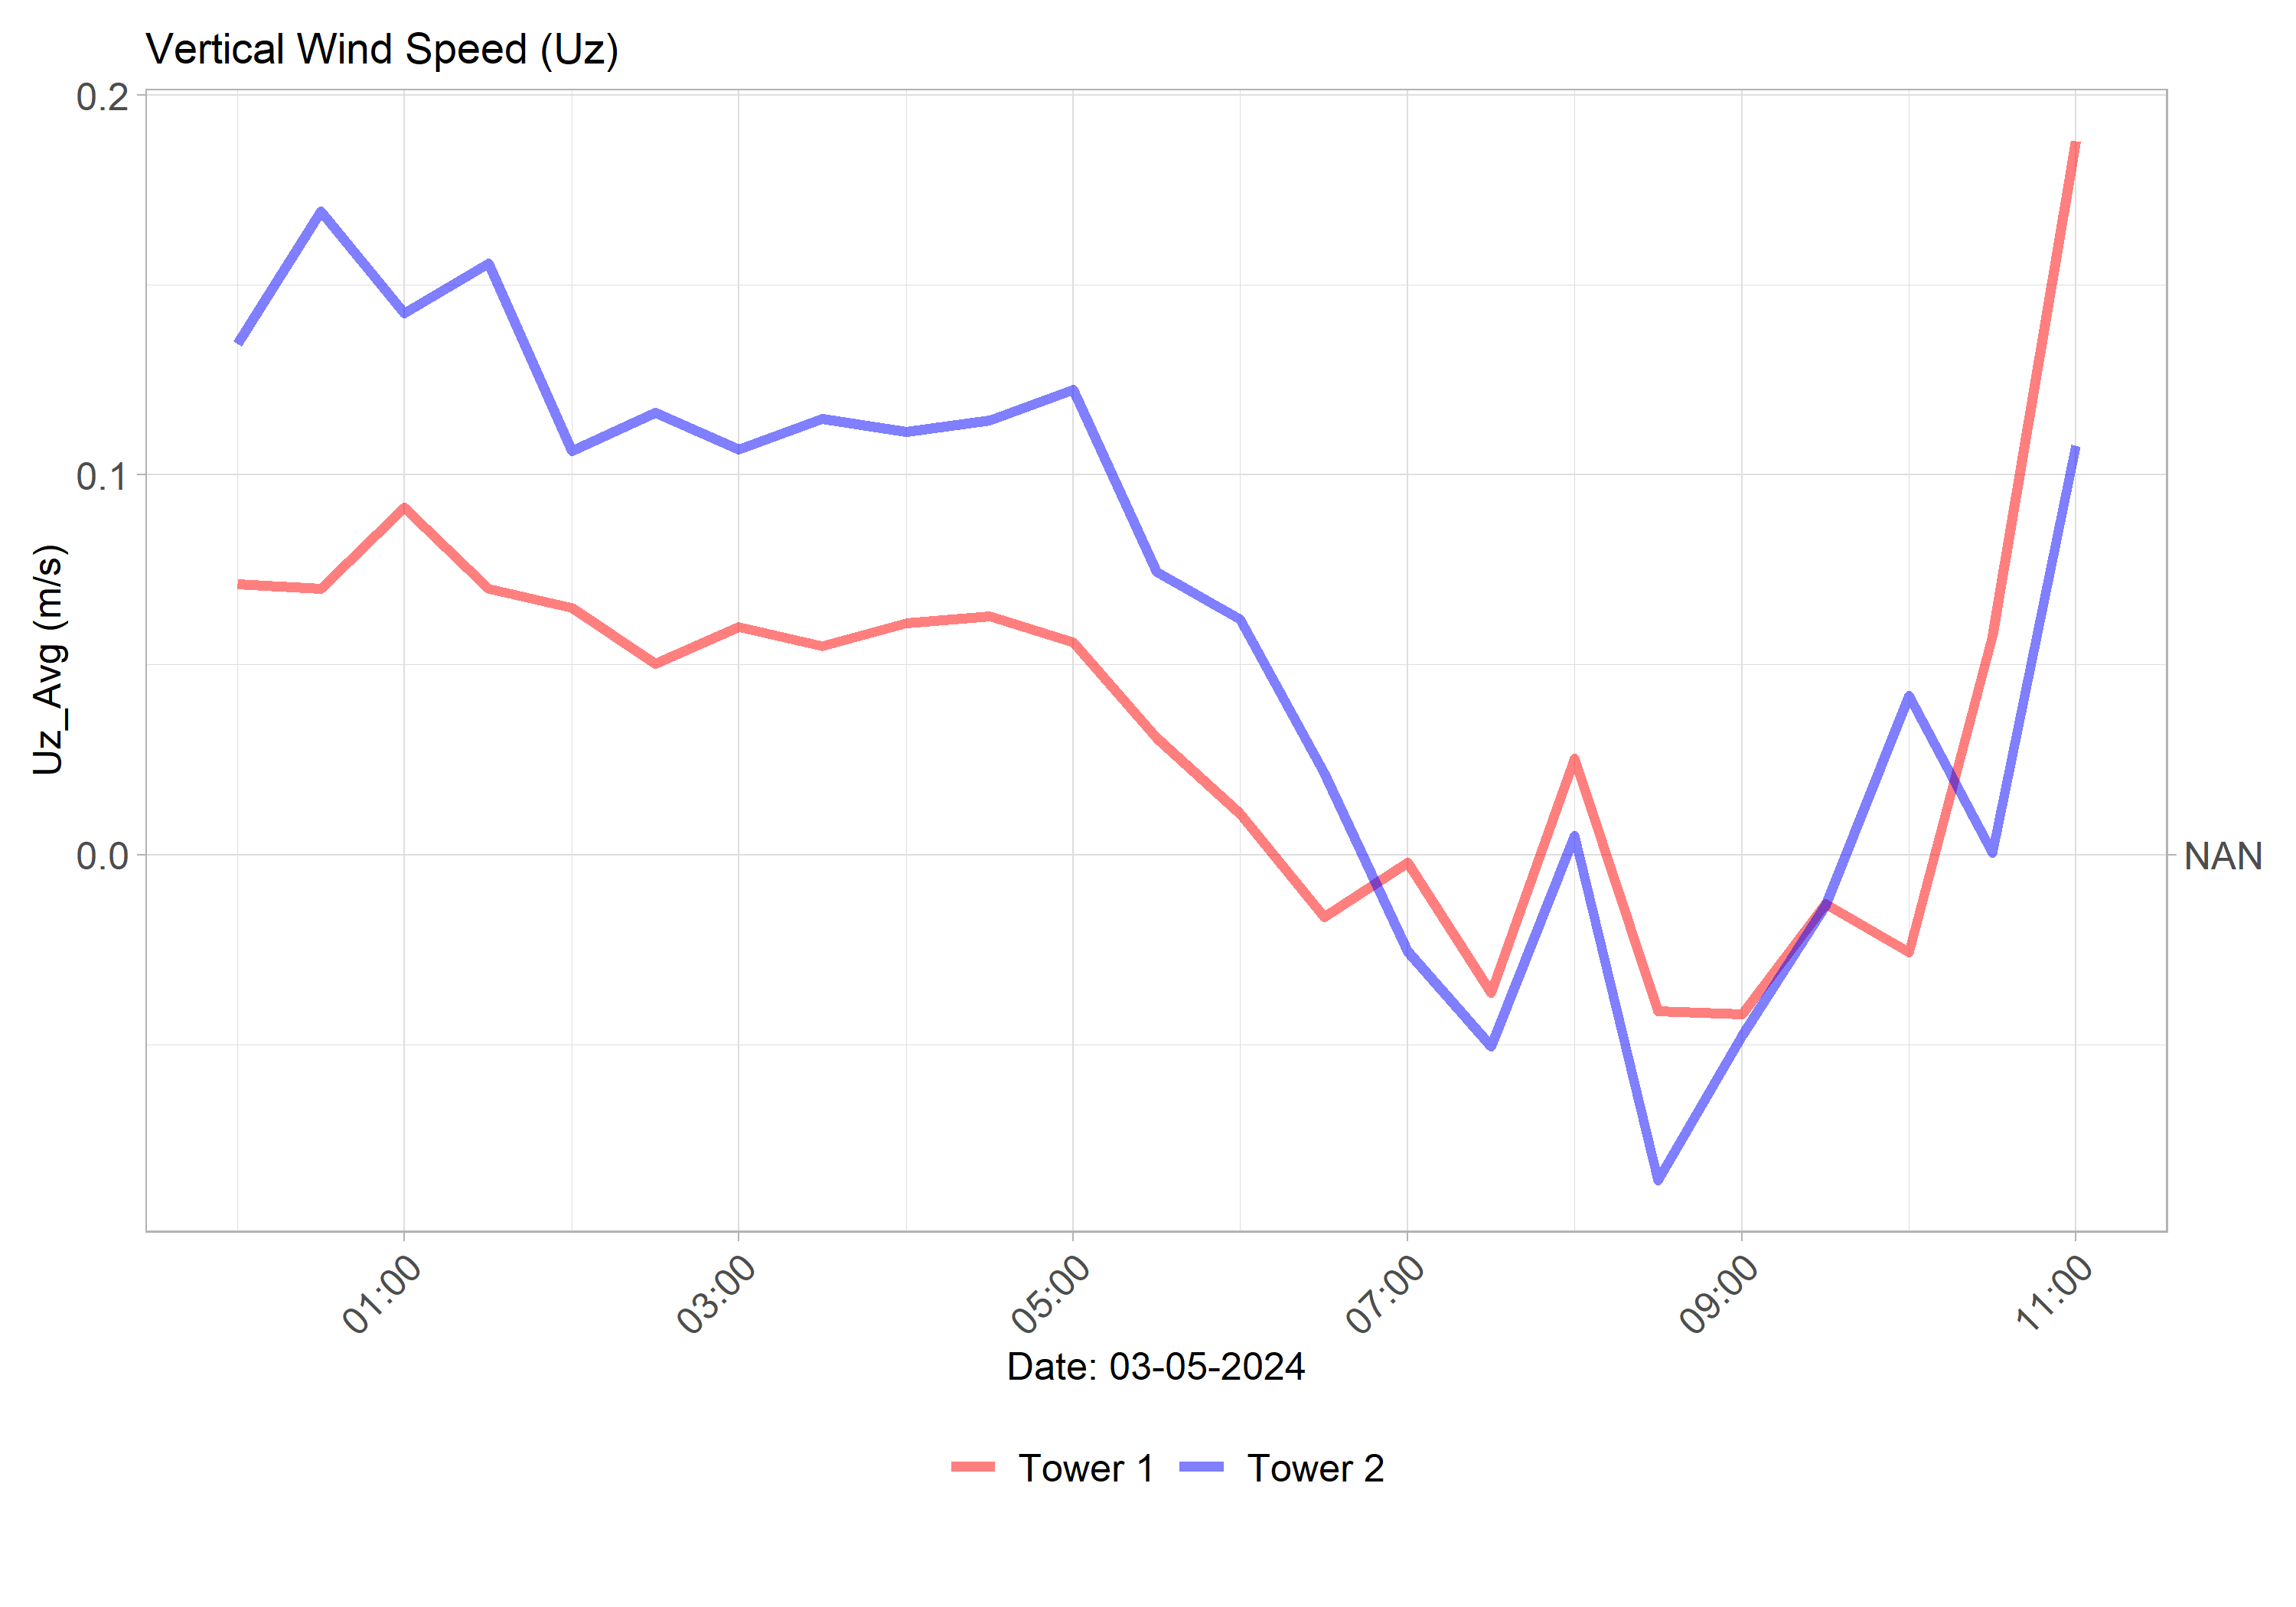 Vertical Wind Speed (Uz)
0.2
0.1
0.0
Uz_Avg (m/s)
NAN
01:00
03:00
05:00
07:00
09:00
11:00
Date: 03-05-2024
Tower 1 Tower 2